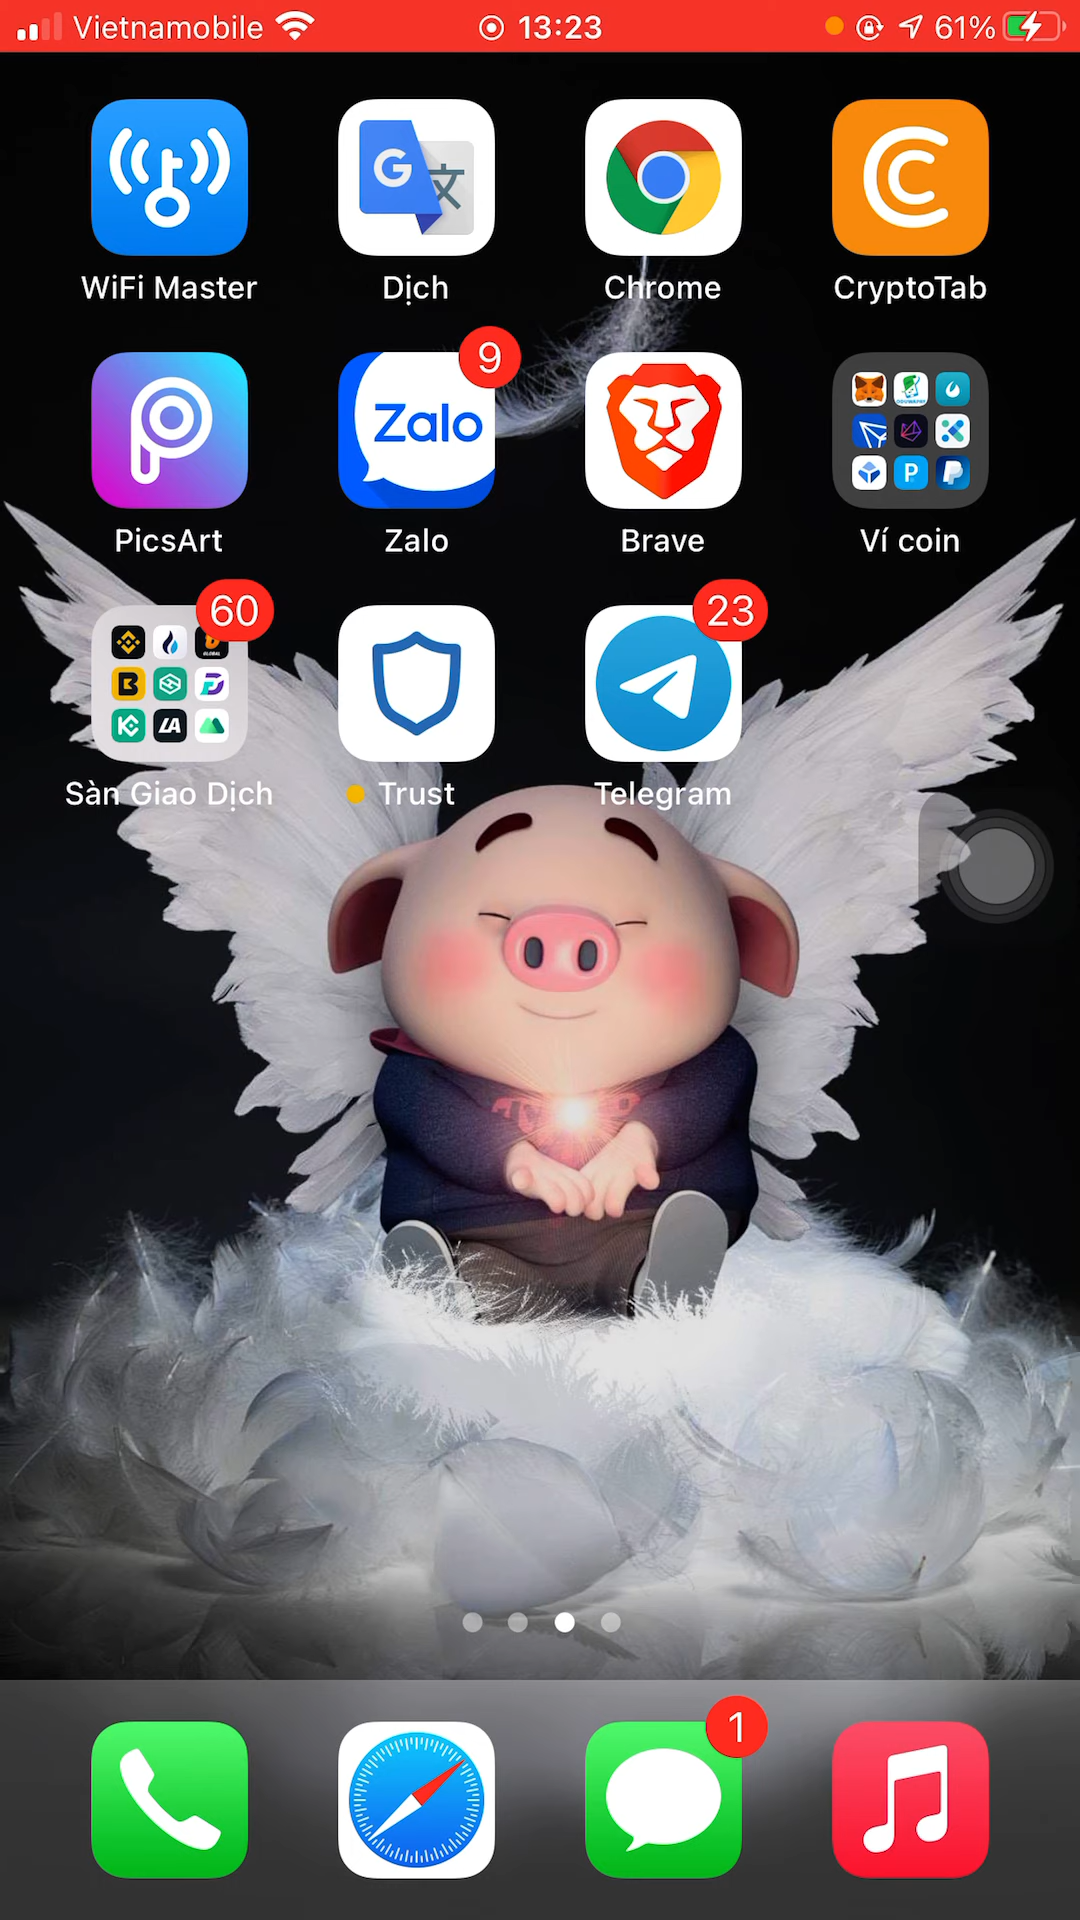 Vietnamobile 13:23 61%
WiFi Master Dịch Chrome CryptoTab
9
Zalo
PicsArt Zalo Brave Ví coin
60 23
Sàn Giao Dịch Trust Telegram
1